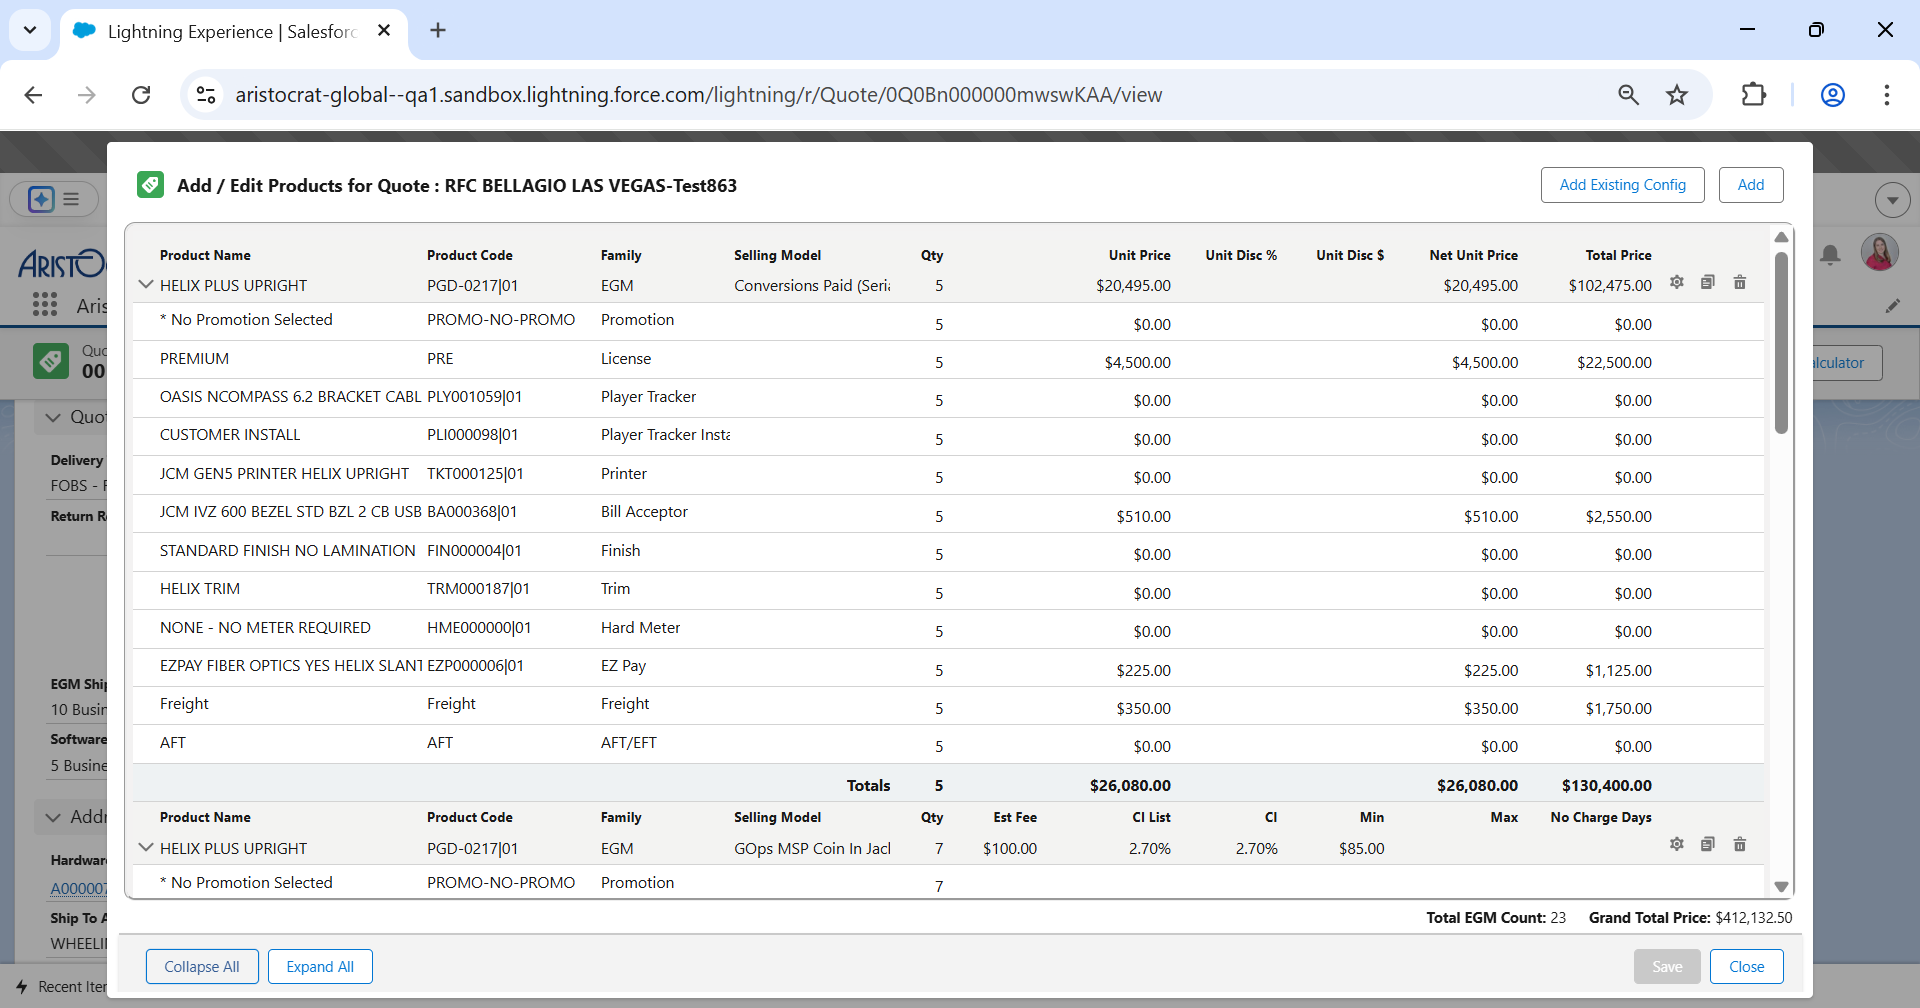 Lightning Experience | Salesforc
aristocrat-global--qa1.sandbox.lightning.force.com/lightning/r/Quote/0Q0Bn000000mwswKAA/view
Add / Edit Products for Quote : RFC BELLAGIO LAS VEGAS-Test863
Add Existing Config
Add
Product Name Product Code Family Selling Model Qty Unit Price Unit Disc % Unit Disc $ Net Unit Price Total Price
HELIX PLUS UPRIGHT PGD-0217|01 EGM Conversions Paid (Seria 5 $20,495.00 $20,495.00 $102,475.00
* No Promotion Selected PROMO-NO-PROMO Promotion 5 $0.00 $0.00 $0.00
PREMIUM PRE License 5 $4,500.00 $4,500.00 $22,500.00
OASIS NCOMPASS 6.2 BRACKET CABL PLY001059|01 Player Tracker 5 $0.00 $0.00 $0.00
CUSTOMER INSTALL PLI000098|01 Player Tracker Insta 5 $0.00 $0.00 $0.00
JCM GEN5 PRINTER HELIX UPRIGHT TKT000125|01 Printer 5 $0.00 $0.00 $0.00
JCM IVZ 600 BEZEL STD BZL 2 CB USB BA000368|01 Bill Acceptor 5 $510.00 $510.00 $2,550.00
STANDARD FINISH NO LAMINATION FIN000004|01 Finish 5 $0.00 $0.00 $0.00
HELIX TRIM TRM000187|01 Trim 5 $0.00 $0.00 $0.00
NONE - NO METER REQUIRED HME000000|01 Hard Meter 5 $0.00 $0.00 $0.00
EZPAY FIBER OPTICS YES HELIX SLANT EZP000006|01 EZ Pay 5 $225.00 $225.00 $1,125.00
Freight Freight Freight 5 $350.00 $350.00 $1,750.00
AFT AFT AFT/EFT 5 $0.00 $0.00 $0.00
Totals 5 $26,080.00 $26,080.00 $130,400.00
Product Name Product Code Family Selling Model Qty Est Fee CI List CI Min Max No Charge Days
HELIX PLUS UPRIGHT PGD-0217|01 EGM GOps MSP Coin In Jacl 7 $100.00 2.70% 2.70% $85.00
* No Promotion Selected PROMO-NO-PROMO Promotion 7
Total EGM Count: 23 Grand Total Price: $412,132.50
Collapse All
Expand All
Save
Close
ARISTO
Aris
Quo
00
Quot
Delivery
FOBS - F
Return R
EGM Ship
10 Busin
Software
5 Busine
Addr
Hardwar
A000007
Ship To A
WHEELI
Recent Iter
alculator